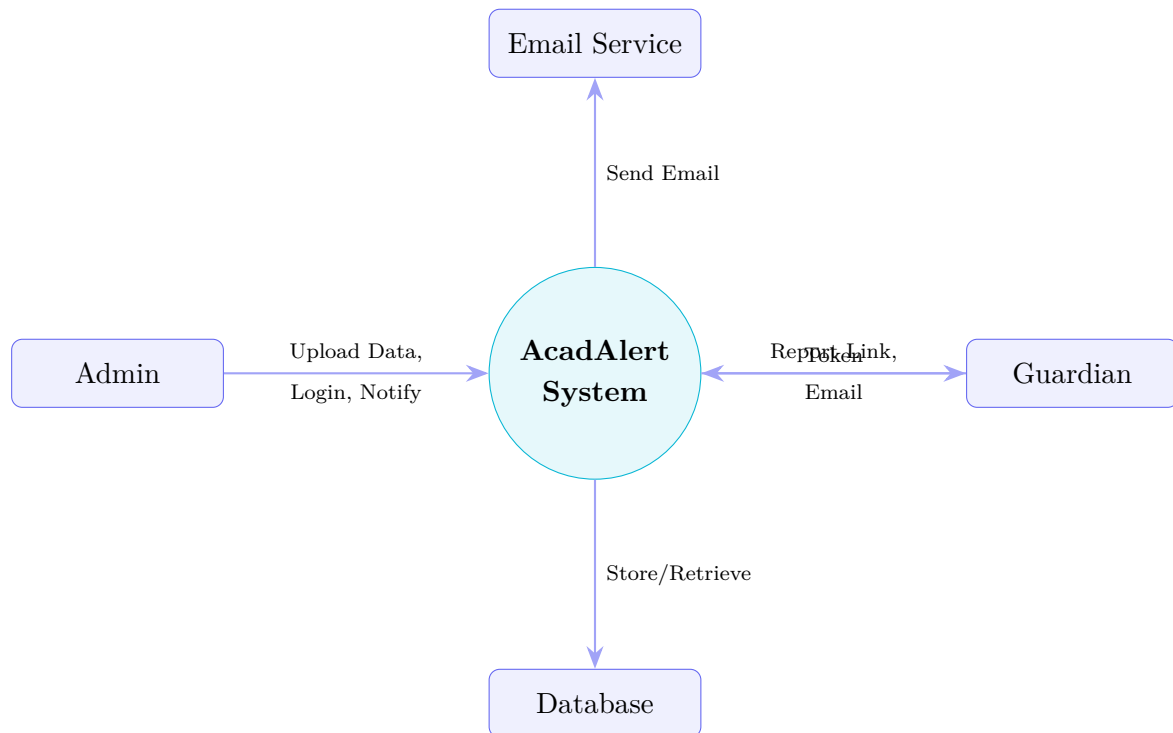 Email Service
Send Email
Admin
Upload Data,
Login, Notify
AcadAlert
System
Report Link,
Email
Token
Guardian
Store/Retrieve
Database